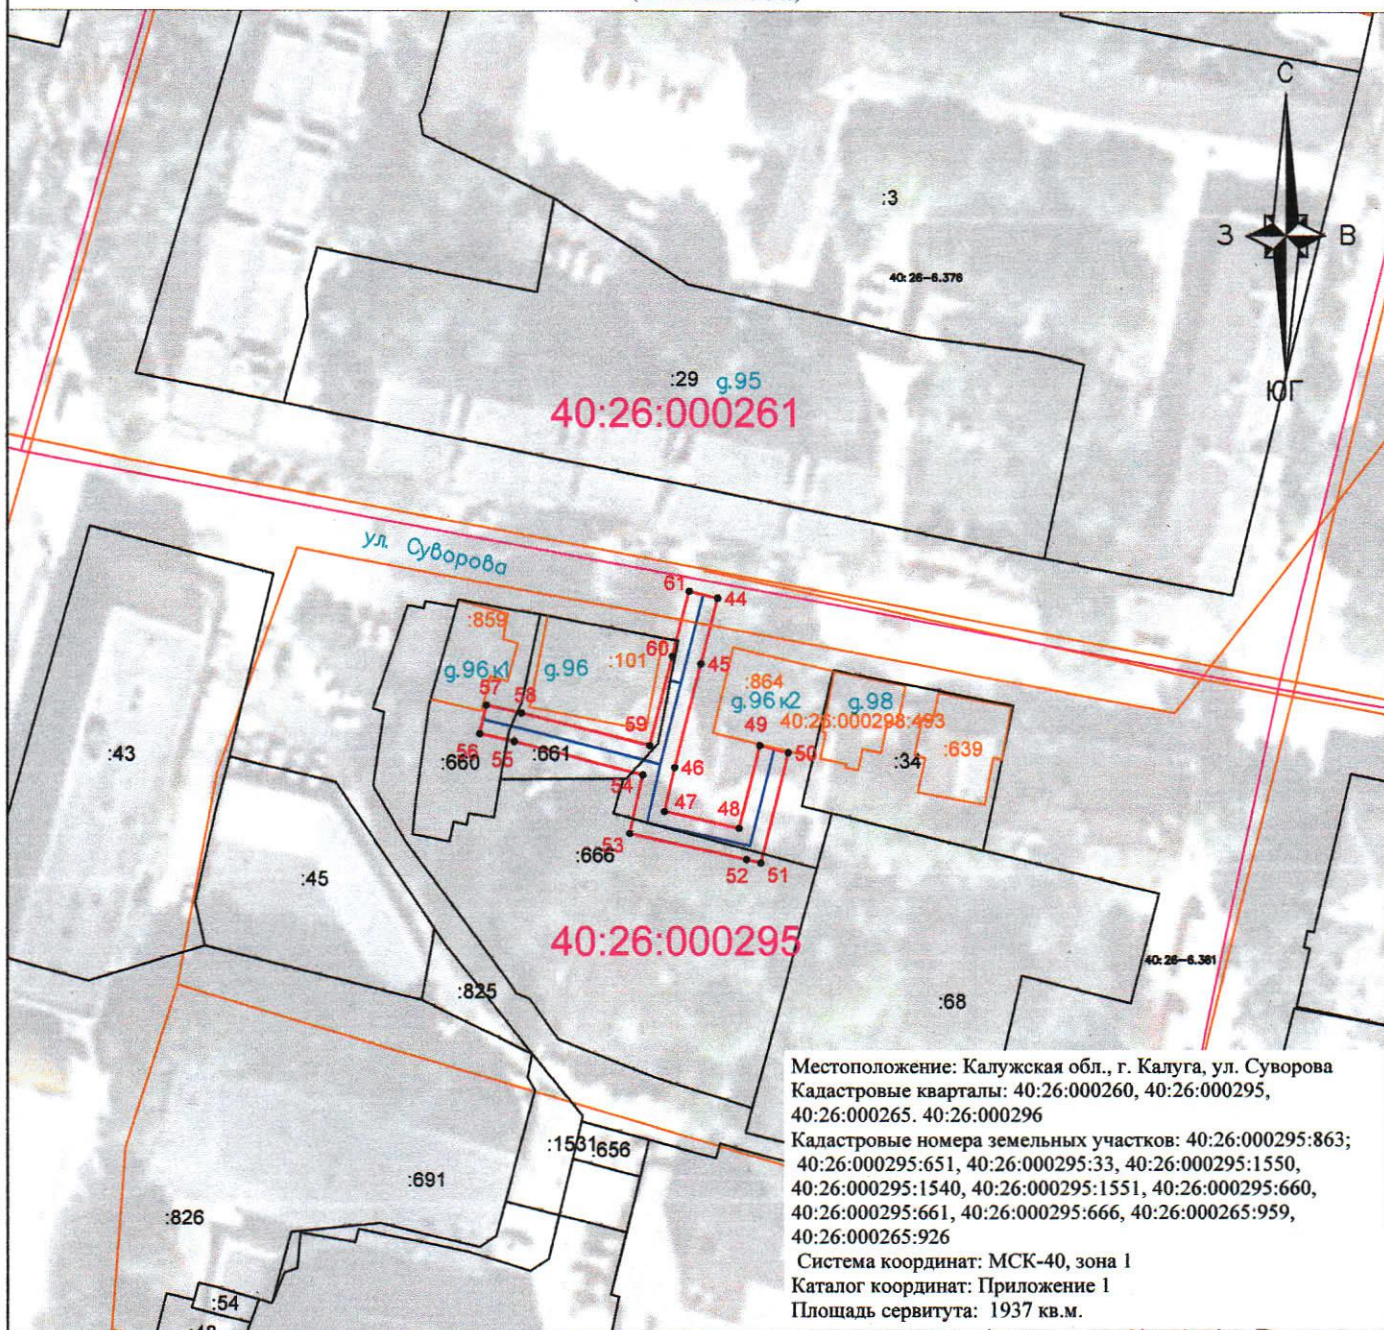 С
:3
З
В
40:26-6.376
ЮГ
:29 д.95
40:26:000261
ул. Суворова
61
44
:859
60
45
:101
д.96 к1
д.96
:864
57
58
д.96 к2
д.98
40:26:000298:493
59
49
50
:639
:43
56
55
:661
:660
:34
54
46
47
48
53
:666
52
51
:45
40:26:000295
40:26-6.361
:825
:68
Местоположение: Калужская обл., г. Калуга, ул. Суворова
Кадастровые кварталы: 40:26:000260, 40:26:000295,
40:26:000265. 40:26:000296
Кадастровые номера земельных участков: 40:26:000295:863;
40:26:000295:651, 40:26:000295:33, 40:26:000295:1550,
40:26:000295:1540, 40:26:000295:1551, 40:26:000295:660,
40:26:000295:661, 40:26:000295:666, 40:26:000265:959,
40:26:000265:926
Система координат: МСК-40, зона 1
Каталог координат: Приложение 1
Площадь сервитута: 1937 кв.м.
:1531
:656
:691
:826
:54